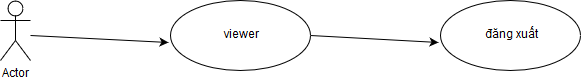 viewer
đăng xuất
Actor